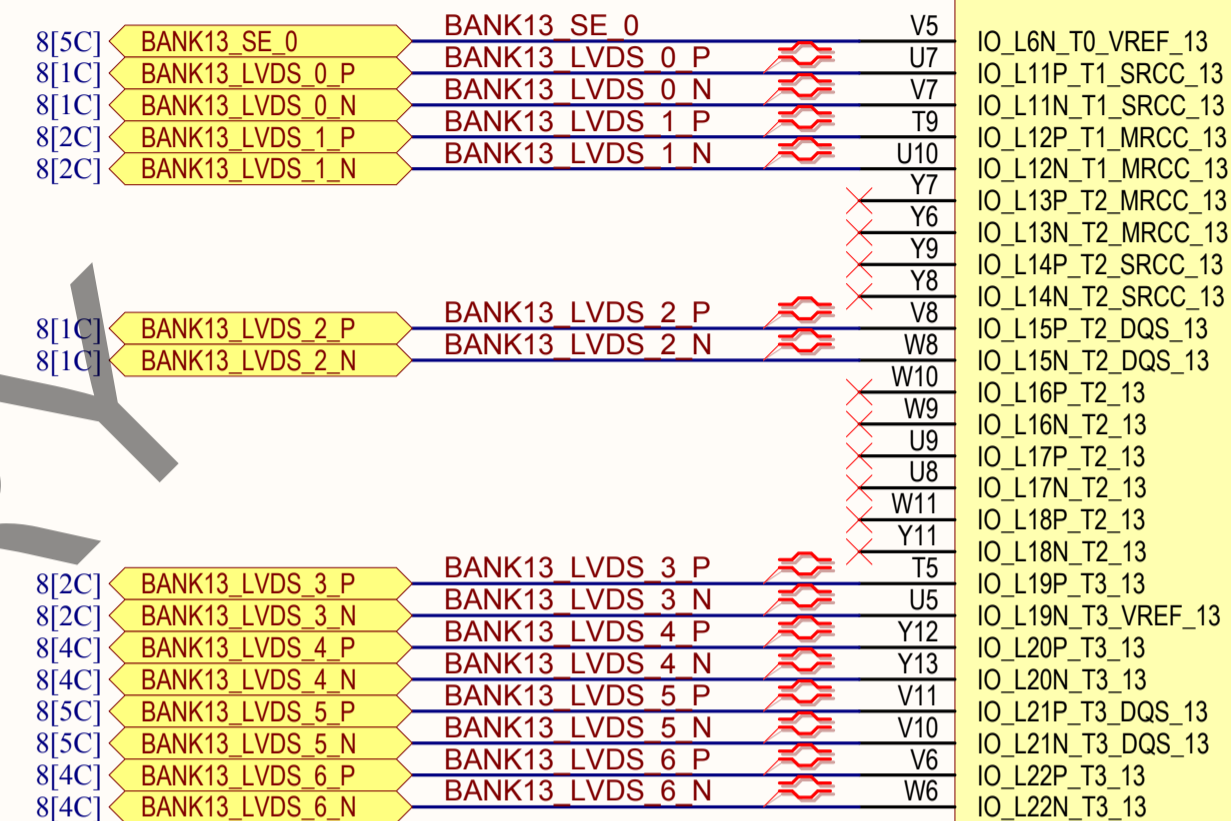 BANK13_SE_0 V5
8[5C] BANK13_SE_0 IO_L6N_T0_VREF_13
BANK13_LVDS_0_P U7
8[1C] BANK13_LVDS_0_P IO_L11P_T1_SRCC_13
BANK13_LVDS_0_N V7
8[1C] BANK13_LVDS_0_N IO_L11N_T1_SRCC_13
BANK13_LVDS_1_P T9
8[2C] BANK13_LVDS_1_P IO_L12P_T1_MRCC_13
BANK13_LVDS_1_N U10
8[2C] BANK13_LVDS_1_N IO_L12N_T1_MRCC_13
Y7
IO_L13P_T2_MRCC_13
Y6
IO_L13N_T2_MRCC_13
Y9
IO_L14P_T2_SRCC_13
Y8
IO_L14N_T2_SRCC_13
BANK13_LVDS_2_P V8
8[1C] BANK13_LVDS_2_P IO_L15P_T2_DQS_13
BANK13_LVDS_2_N W8
8[1C] BANK13_LVDS_2_N IO_L15N_T2_DQS_13
W10
IO_L16P_T2_13
W9
IO_L16N_T2_13
U9
IO_L17P_T2_13
U8
IO_L17N_T2_13
W11
IO_L18P_T2_13
Y11
IO_L18N_T2_13
BANK13_LVDS_3_P T5
8[2C] BANK13_LVDS_3_P IO_L19P_T3_13
BANK13_LVDS_3_N U5
8[2C] BANK13_LVDS_3_N IO_L19N_T3_VREF_13
BANK13_LVDS_4_P Y12
8[4C] BANK13_LVDS_4_P IO_L20P_T3_13
BANK13_LVDS_4_N Y13
8[4C] BANK13_LVDS_4_N IO_L20N_T3_13
BANK13_LVDS_5_P V11
8[5C] BANK13_LVDS_5_P IO_L21P_T3_DQS_13
BANK13_LVDS_5_N V10
8[5C] BANK13_LVDS_5_N IO_L21N_T3_DQS_13
BANK13_LVDS_6_P V6
8[4C] BANK13_LVDS_6_P IO_L22P_T3_13
BANK13_LVDS_6_N W6
8[4C] BANK13_LVDS_6_N IO_L22N_T3_13